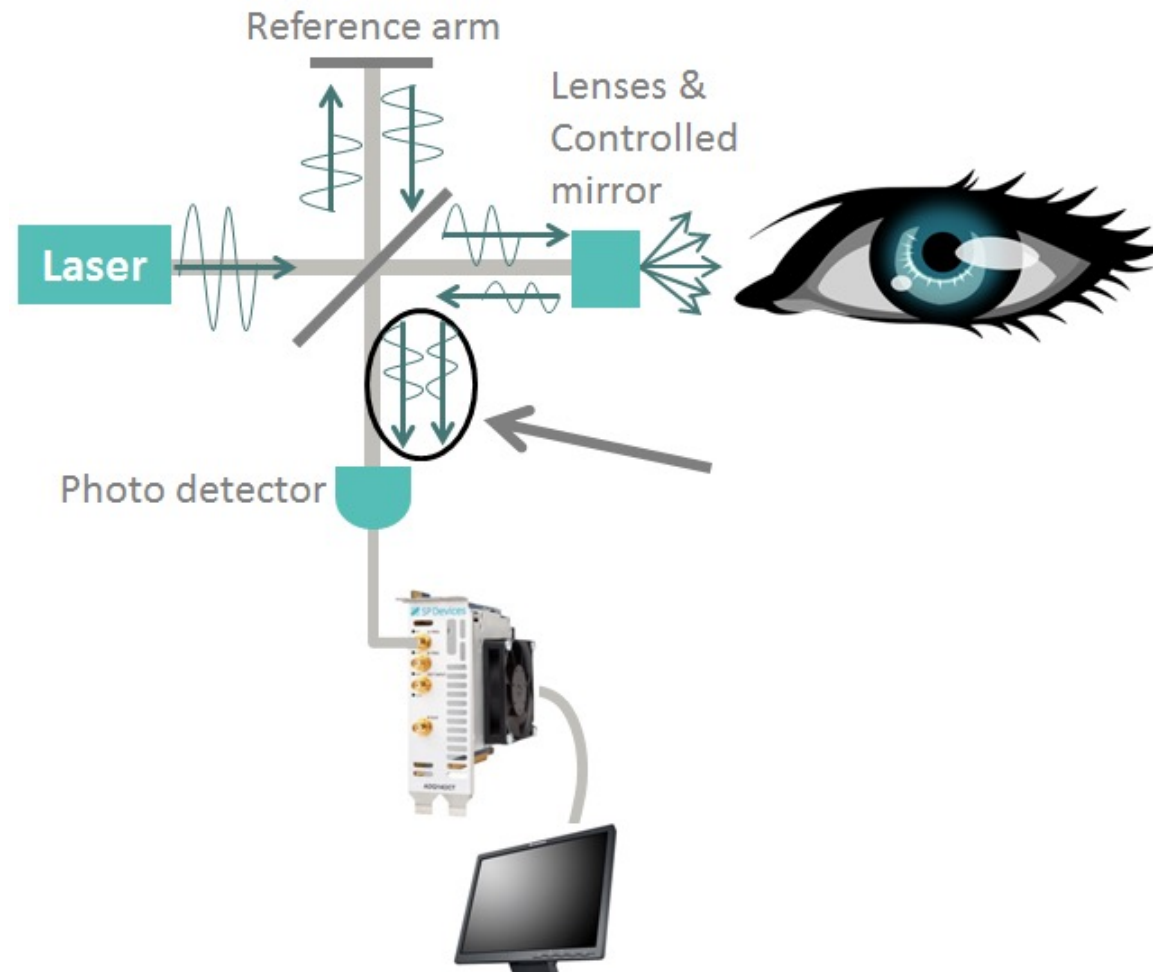 Reference arm
Lenses &
Controlled
mirror
Laser
Photo detector
SP Devices